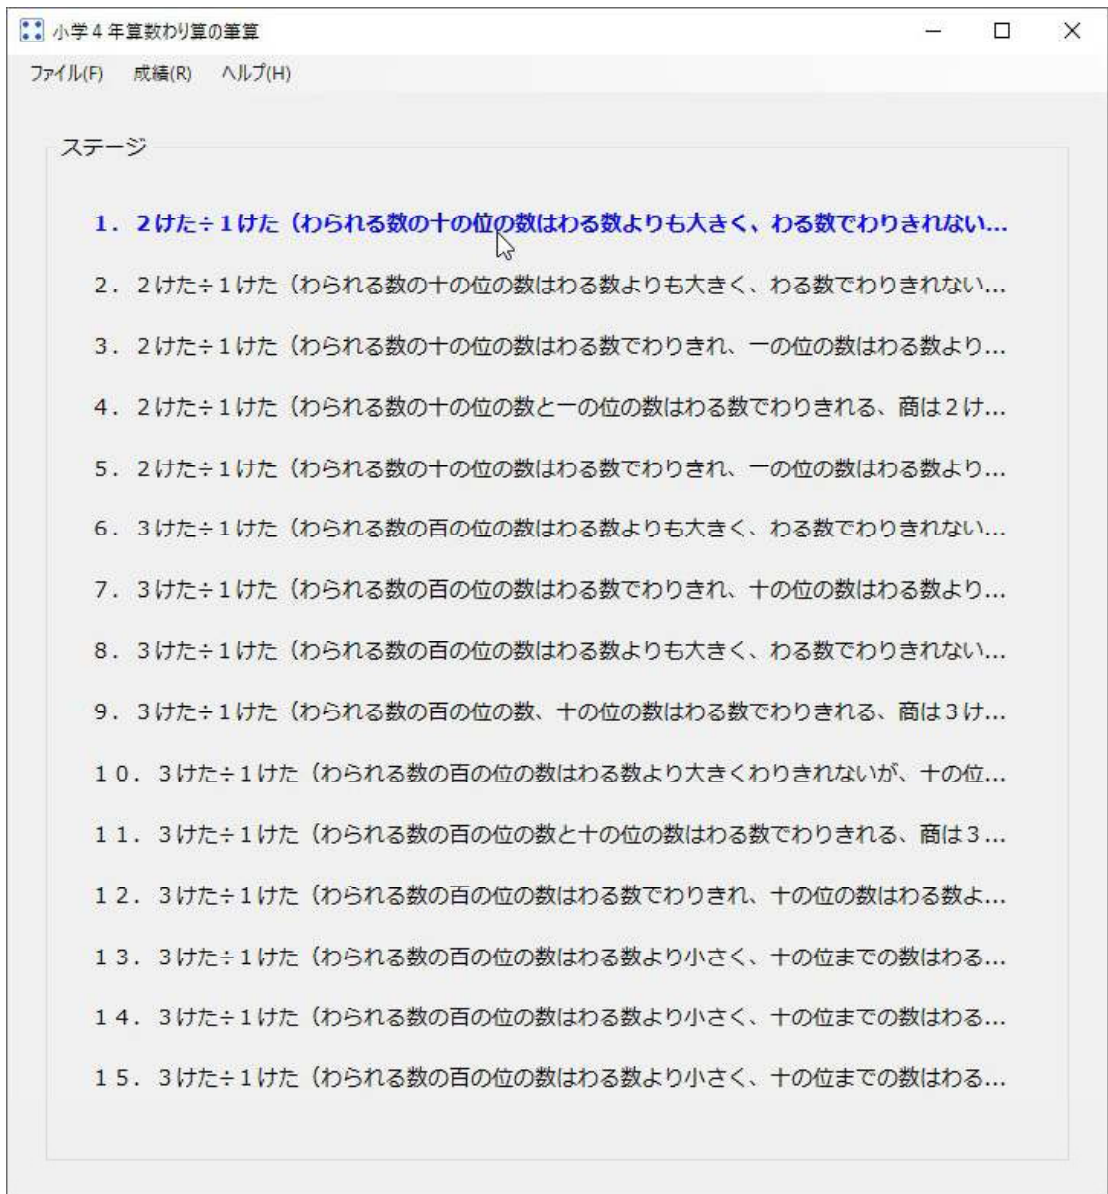 小学４年算数わり算の筆算
ファイル(F) 成績(R) ヘルプ(H)
ステージ
１．２けた÷１けた（わられる数の十の位の数はわる数よりも大きく、わる数でわりきれない...
２．２けた÷１けた（わられる数の十の位の数はわる数よりも大きく、わる数でわりきれない...
３．２けた÷１けた（わられる数の十の位の数はわる数でわりきれ、一の位の数はわる数より...
４．２けた÷１けた（わられる数の十の位の数と一の位の数はわる数でわりきれる、商は２け...
５．２けた÷１けた（わられる数の十の位の数はわる数でわりきれ、一の位の数はわる数より...
６．３けた÷１けた（わられる数の百の位の数はわる数よりも大きく、わる数でわりきれない...
７．３けた÷１けた（わられる数の百の位の数はわる数でわりきれ、十の位の数はわる数より...
８．３けた÷１けた（わられる数の百の位の数はわる数よりも大きく、わる数でわりきれない...
９．３けた÷１けた（わられる数の百の位の数、十の位の数はわる数でわりきれる、商は３け...
１０．３けた÷１けた（わられる数の百の位の数はわる数より大きくわりきれないが、十の位...
１１．３けた÷１けた（わられる数の百の位の数と十の位の数はわる数でわりきれる、商は３...
１２．３けた÷１けた（わられる数の百の位の数はわる数でわりきれ、十の位の数はわる数よ...
１３．３けた÷１けた（わられる数の百の位の数はわる数より小さく、十の位までの数はわる...
１４．３けた÷１けた（わられる数の百の位の数はわる数より小さく、十の位までの数はわる...
１５．３けた÷１けた（わられる数の百の位の数はわる数より小さく、十の位までの数はわる...